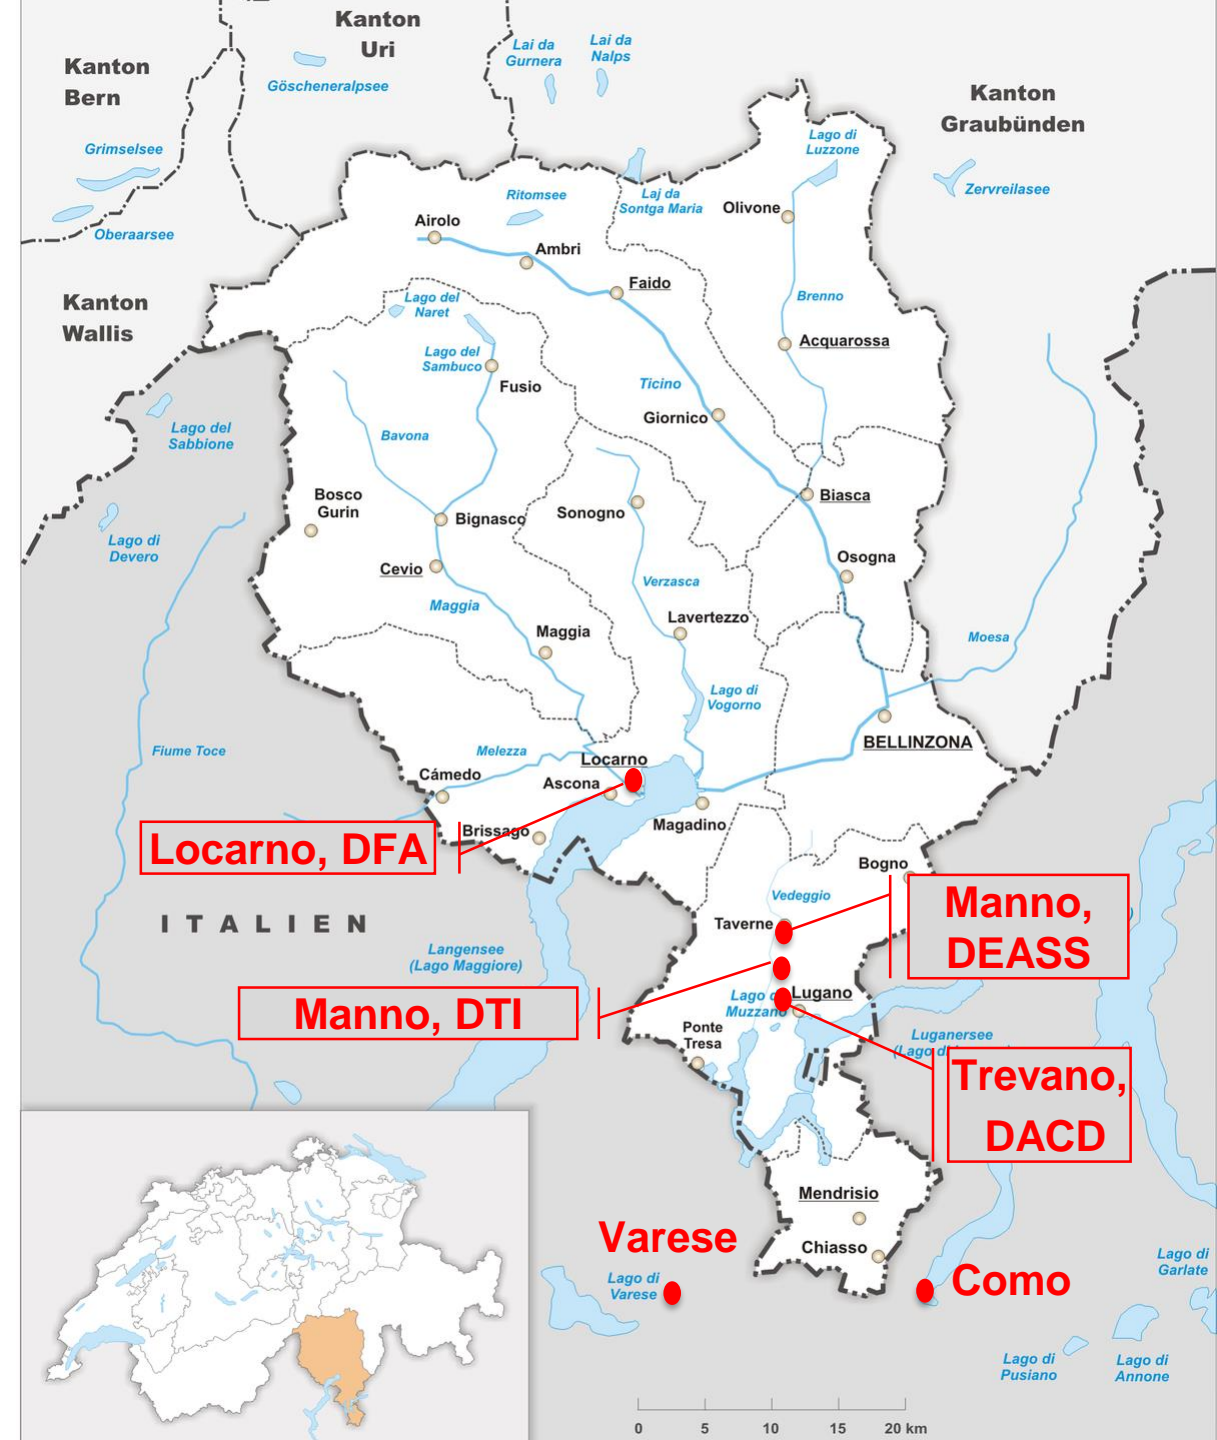 Kanton
Uri
Lai da
Gurnera
Lai da
Nalps
Kanton
Bern
Göscheneralpsee
Kanton
Graubünden
Grimselsee
Lago di
Luzzone
Zervreilasee
Ritomsee
Laj da
Sontga Maria
Olivone
Oberaarsee
Airolo
Ambri
Faido
Kanton
Wallis
Lago del
Naret
Brenno
Acquarossa
Lago del
Sambuco
Fusio
Ticino
Giornico
Lago del
Sabbione
Bavona
Bosco
Gurin
Biasca
Sonogno
Bignasco
Lago di
Devero
Osogna
Cevio
Verzasca
Maggia
Lavertezzo
Maggia
Moesa
Lago di
Vogorno
Fiume Toce
Melezza
BELLINZONA
Locarno
Cámedo
Ascona
Magadino
Brissago
Locarno, DFA
Bogno
Vedeggio
Manno,
DEASS
ITALIEN
Taverne
Langensee
(Lago Maggiore)
Manno, DTI
Lago
Muzzano
Lugano
Ponte
Tresa
Luganersee
(Lago
Trevano,
DACD
Mendrisio
Varese
Chiasso
Lago di
Garlate
Lago di
Varese
Como
Lago di
Pusiano
Lago di
Annone
0 5 10 15 20 km